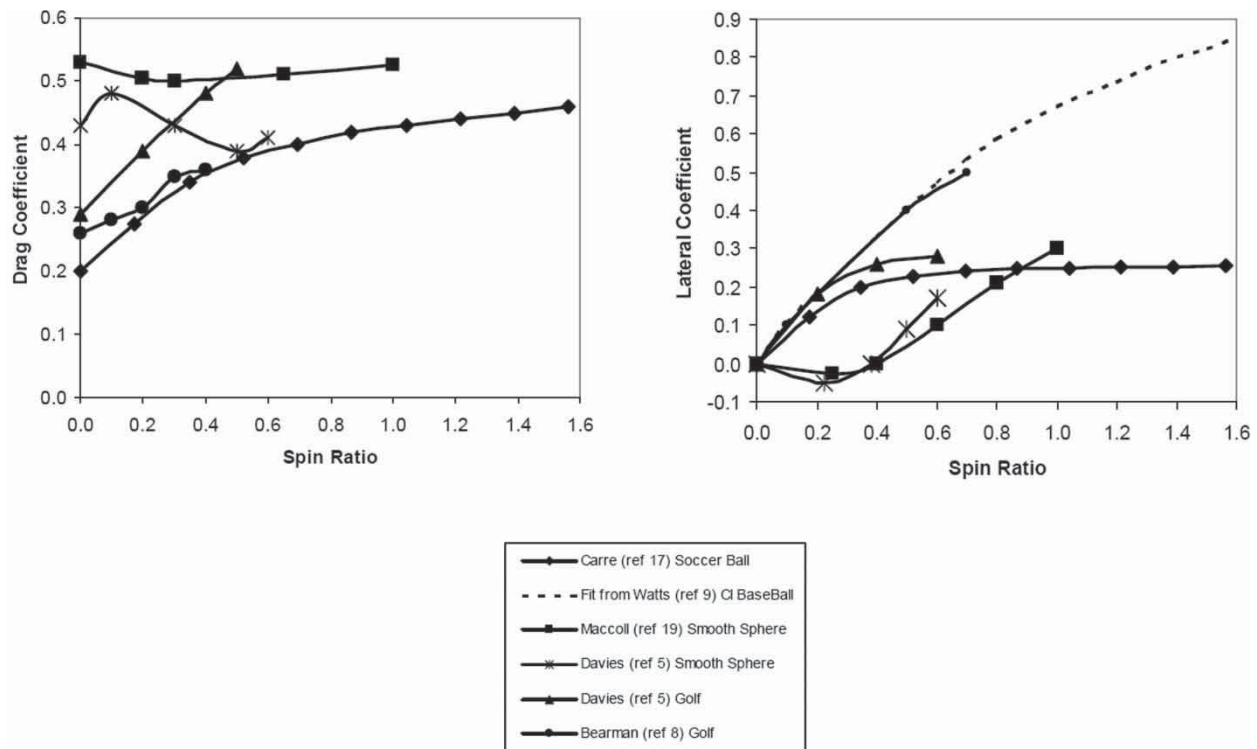 0.6
0.5
0.4
0.3
0.2
0.1
0.0
Drag Coefficient
0.0 0.2 0.4 0.6 0.8 1.0 1.2 1.4 1.6
Spin Ratio
0.9
0.8
0.7
0.6
0.5
0.4
0.3
0.2
0.1
0.0
-0.1
Lateral Coefficient
0.0 0.2 0.4 0.6 0.8 1.0 1.2 1.4 1.6
Spin Ratio
Carre (ref 17) Soccer Ball
Fit from Watts (ref 9) Cl BaseBall
Maccoll (ref 19) Smooth Sphere
Davies (ref 5) Smooth Sphere
Davies (ref 5) Golf
Bearman (ref 8) Golf